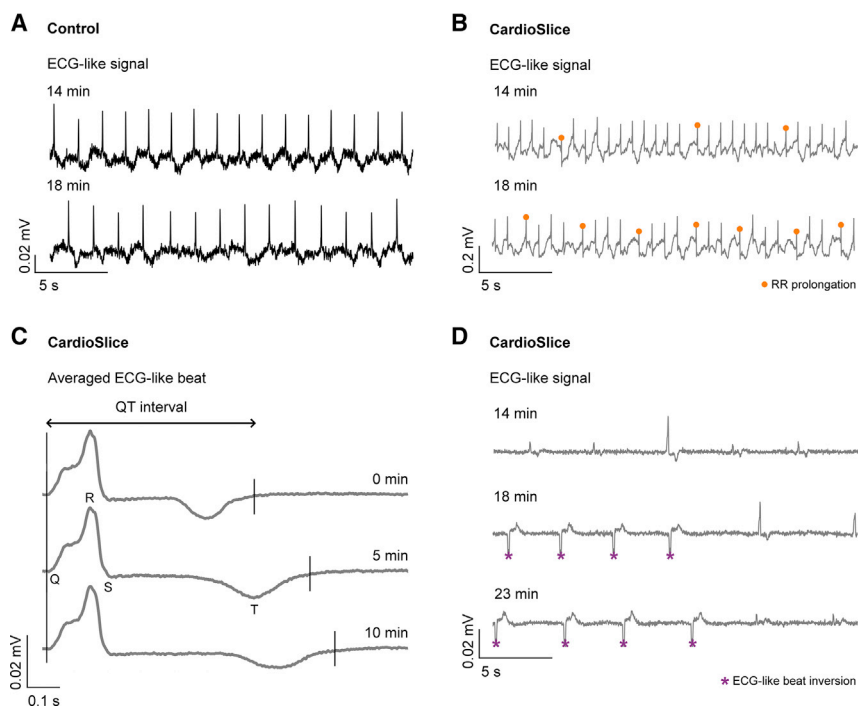 A
Control
ECG-like signal
14 min
18 min
0.02 mV
5 s
B
CardioSlice
ECG-like signal
14 min
18 min
0.2 mV
5 s
RR prolongation
C
CardioSlice
Averaged ECG-like beat
QT interval
0 min
R
5 min
Q
S
T
10 min
0.02 mV
0.1 s
D
CardioSlice
ECG-like signal
14 min
18 min
* * * *
23 min
* * * *
0.02 mV
5 s
* ECG-like beat inversion